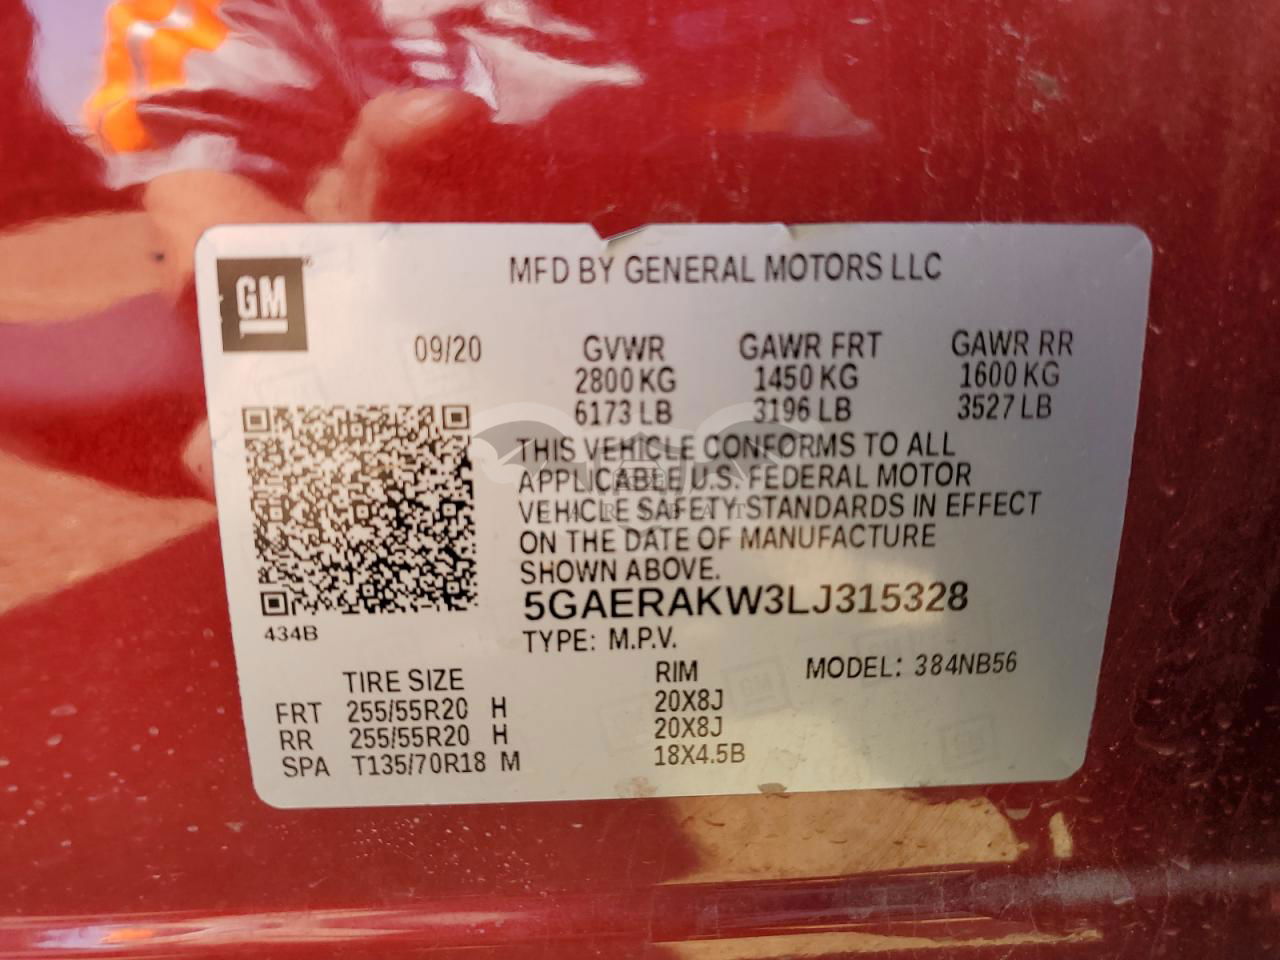 MFD BY GENERAL MOTORS LLC
GM
09/20 GVWR GAWR FRT GAWR RR
2800 KG 1450 KG 1600 KG
6173 LB 3196 LB 3527 LB
THIS VEHICLE CONFORMS TO ALL
APPLICABLE U.S. FEDERAL MOTOR
VEHICLE SAFETY STANDARDS IN EFFECT
ON THE DATE OF MANUFACTURE
SHOWN ABOVE.
5GAERAKW3LJ315328
434B
TYPE: M.P.V.
TIRE SIZE RIM MODEL: 384NB56
FRT 255/55R20 H 20X8J
RR 255/55R20 H 20X8J
SPA T135/70R18 M 18X4.5B